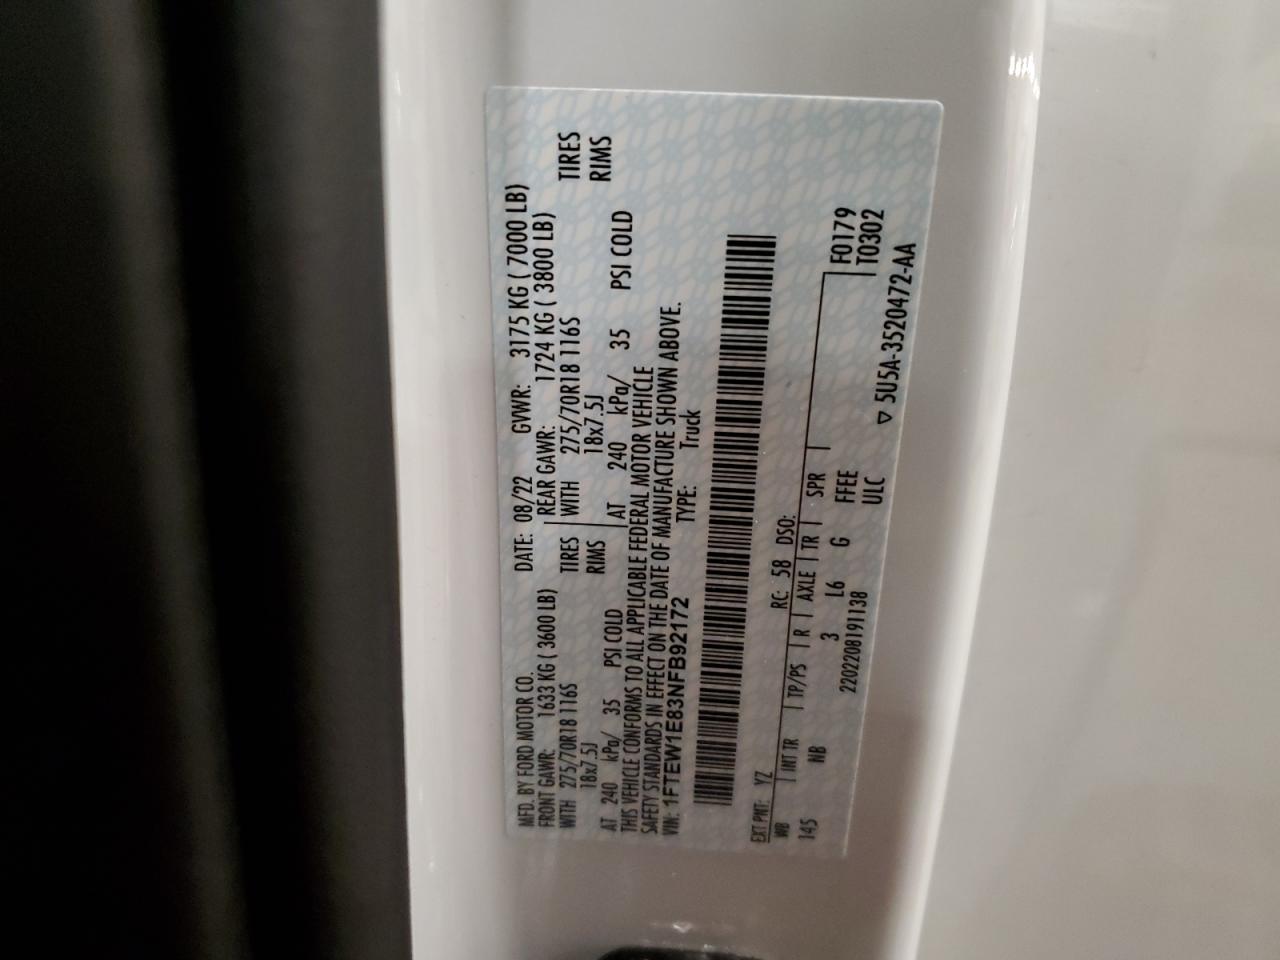 MFD. BY FORD MOTOR CO. DATE: 08/22 GVWR: 3175 KG ( 7000 LB)
FRONT GAWR: 1633 KG ( 3600 LB) REAR GAWR: 1724 KG ( 3800 LB)
WITH 275/70R18 116S TIRES WITH 275/70R18 116S TIRES
18x7.5J RIMS 18x7.5J RIMS
AT 240 kPa/ 35 PSI COLD AT 240 kPa/ 35 PSI COLD
THIS VEHICLE CONFORMS TO ALL APPLICABLE FEDERAL MOTOR VEHICLE
SAFETY STANDARDS IN EFFECT ON THE DATE OF MANUFACTURE SHOWN ABOVE.
VIN: 1FTEW1E83NFB92172 TYPE: Truck
EXT PNT: YZ RC: 58 DSO:
WB INT TR TP/PS R AXLE TR SPR F0179
145 NB 3 L6 G FFEE T0302
2202208191138 ULC ▽ 5U5A-3520472-AA